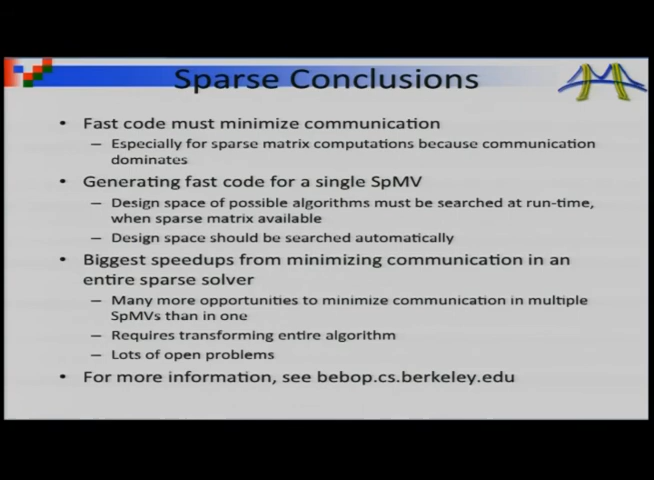 Sparse Conclusions
• Fast code must minimize communication
– Especially for sparse matrix computations because communication
dominates
• Generating fast code for a single SpMV
– Design space of possible algorithms must be searched at run-time,
when sparse matrix available
– Design space should be searched automatically
• Biggest speedups from minimizing communication in an
entire sparse solver
– Many more opportunities to minimize communication in multiple
SpMVs than in one
– Requires transforming entire algorithm
– Lots of open problems
• For more information, see bebop.cs.berkeley.edu